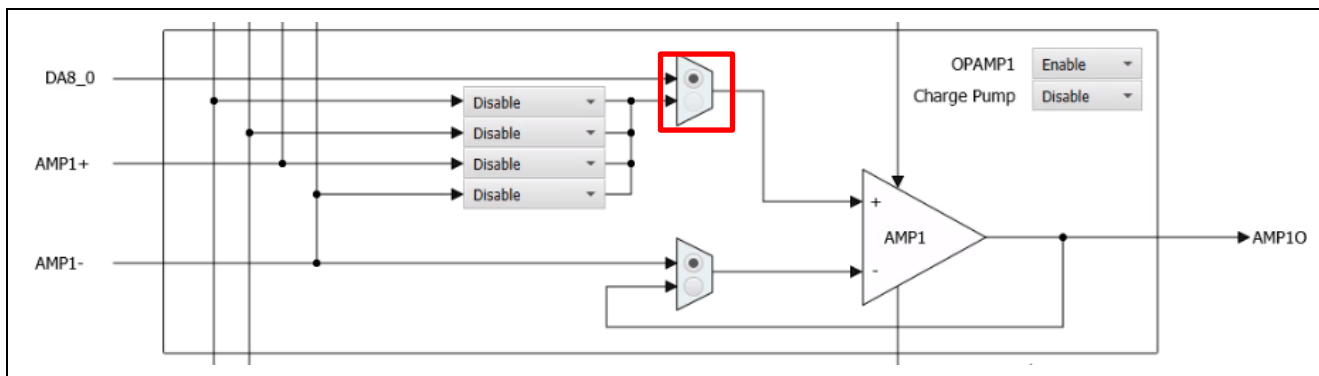 DA8_0
OPAMP1 Enable
Charge Pump Disable
Disable
Disable
AMP1+
Disable
Disable
+
AMP1
AMP1O
AMP1-
-